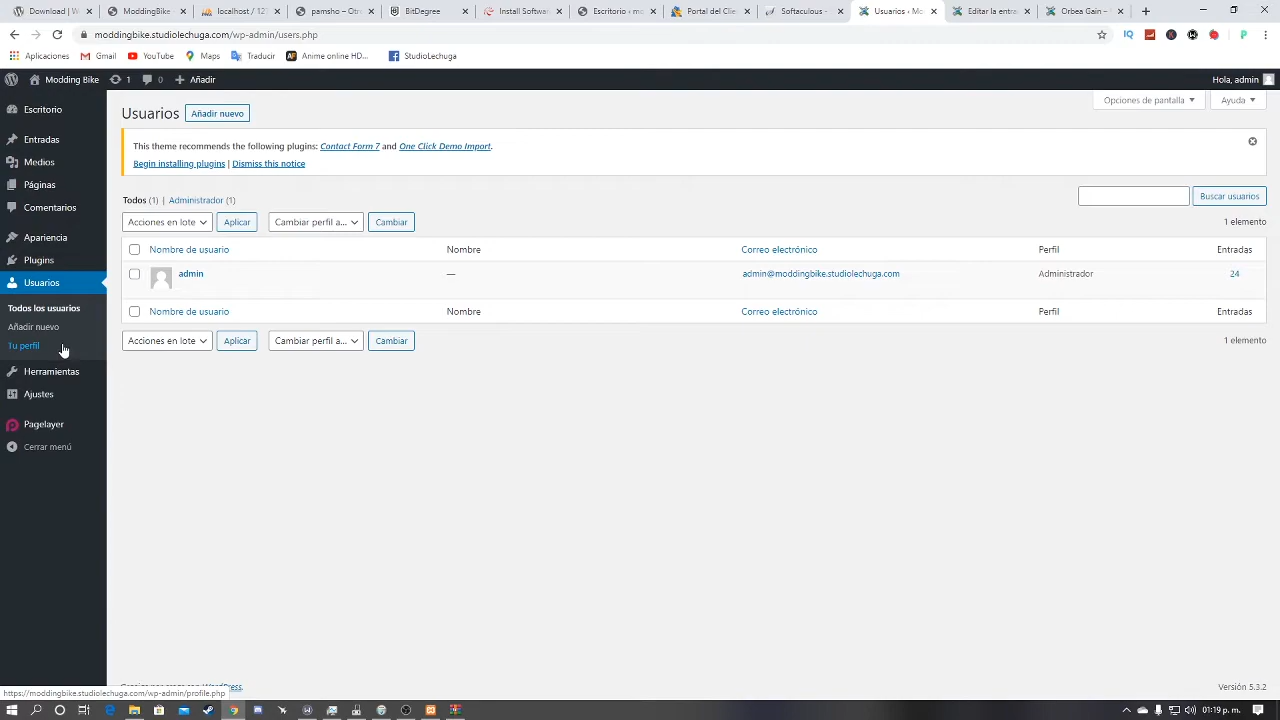 Download | W
ModdingBike
localhost / 12
pamsho – Otr
BitDegree
Install Softwar
Escritorio ‹ mo
Portal del Clie
Softaculous -
Usuarios ‹ Mo
Editar la entra
Orbea Gain –
moddingbike.studiolechuga.com/wp-admin/users.php
Aplicaciones
Gmail
YouTube
Maps
Traducir
Anime online HD...
StudioLechuga
Modding Bike
1
0
Añadir
Hola, admin
Escritorio
Entradas
Medios
Páginas
Comentarios
Apariencia
Plugins
Usuarios
Todos los usuarios
Añadir nuevo
Tu perfil
Herramientas
Ajustes
Pagelayer
Cerrar menú
Usuarios
Añadir nuevo
Opciones de pantalla
Ayuda
This theme recommends the following plugins: Contact Form 7 and One Click Demo Import.
Begin installing plugins | Dismiss this notice
Todos (1) | Administrador (1)
Buscar usuarios
Acciones en lote
Aplicar
Cambiar perfil a...
Cambiar
1 elemento
Nombre de usuario
Nombre
Correo electrónico
Perfil
Entradas
admin
—
admin@moddingbike.studiolechuga.com
Administrador
24
Nombre de usuario
Nombre
Correo electrónico
Perfil
Entradas
Acciones en lote
Aplicar
Cambiar perfil a...
Cambiar
1 elemento
WordPress.
Versión 5.3.2
https://moddingbike.studiolechuga.com/wp-admin/profile.php
01:19 p. m.